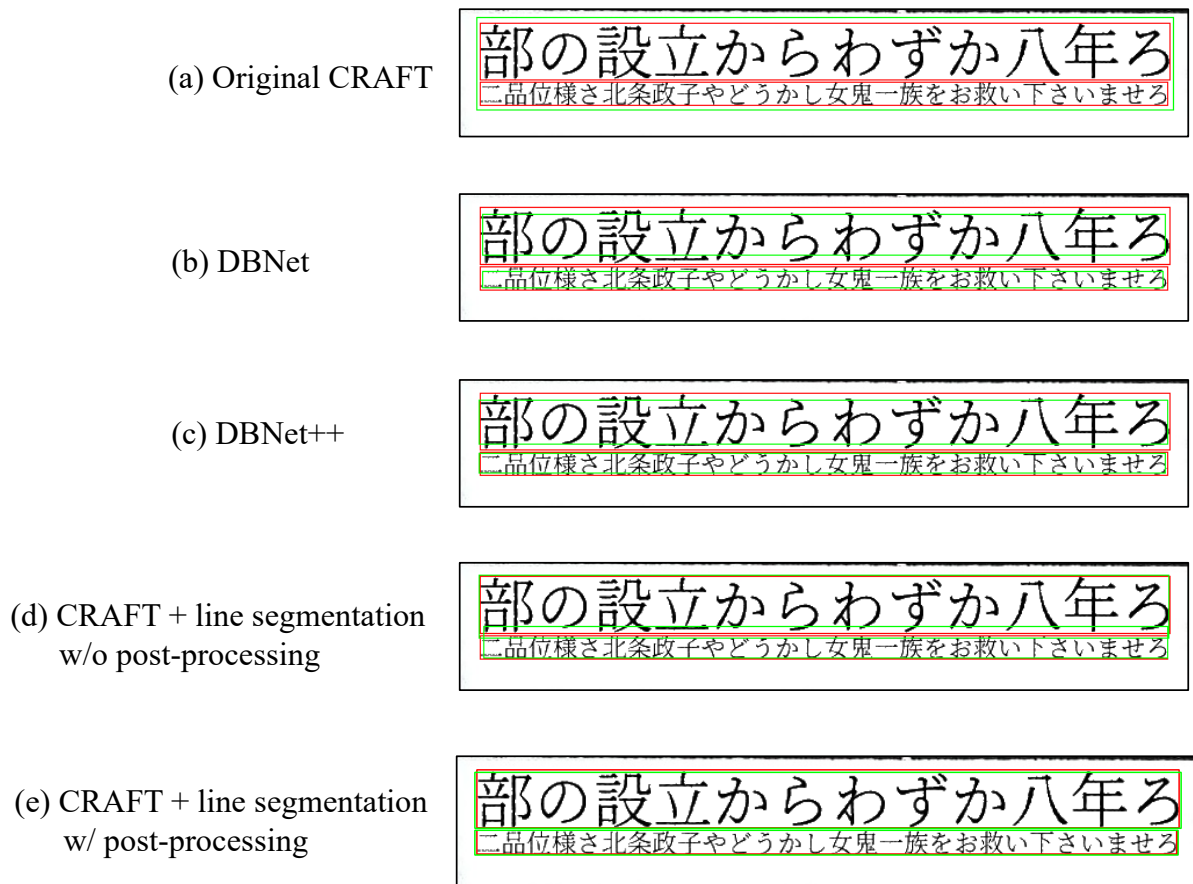 (a) Original CRAFT
部の設立からわずか八年ろ
二品位様さ北条政子やどうかし女鬼一族をお救い下さいませろ
(b) DBNet
部の設立からわずか八年ろ
二品位様さ北条政子やどうかし女鬼一族をお救い下さいませろ
(c) DBNet++
部の設立からわずか八年ろ
二品位様さ北条政子やどうかし女鬼一族をお救い下さいませろ
(d) CRAFT + line segmentation
w/o post-processing
部の設立からわずか八年ろ
二品位様さ北条政子やどうかし女鬼一族をお救い下さいませろ
(e) CRAFT + line segmentation
w/ post-processing
部の設立からわずか八年ろ
二品位様さ北条政子やどうかし女鬼一族をお救い下さいませろ